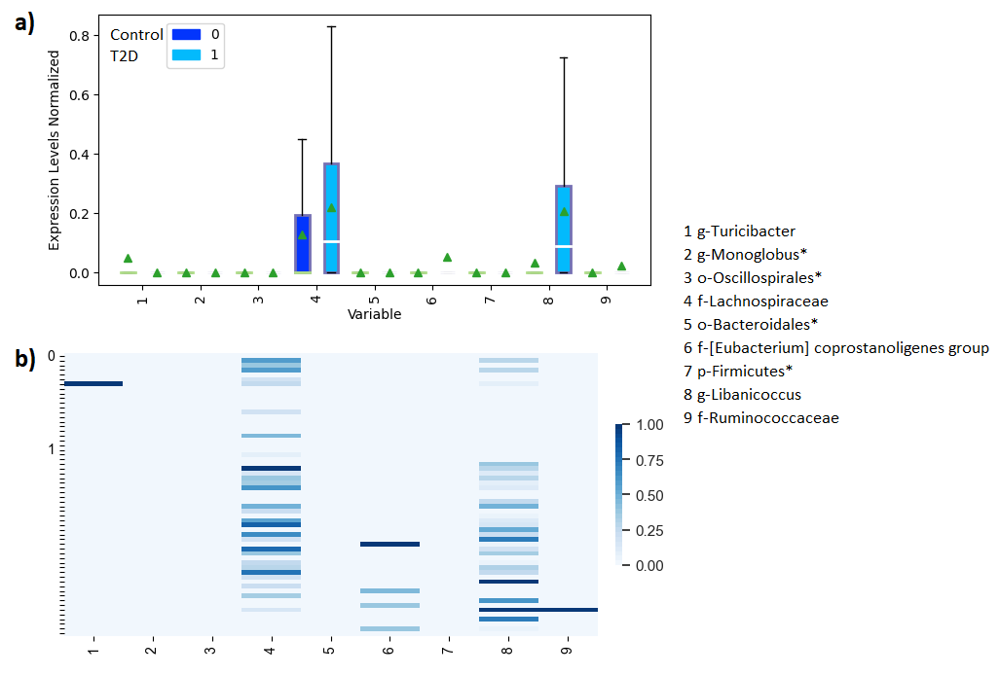 a)
Control 0
T2D 1
Expression Levels Normalized
0.8
0.6
0.4
0.2
0.0
1 2 3 4 5 6 7 8 9
Variable
1 g-Turicibacter
2 g-Monoglobus*
3 o-Oscillospirales*
4 f-Lachnospiraceae
5 o-Bacteroidales*
6 f-[Eubacterium] coprostanoligenes group
7 p-Firmicutes*
8 g-Libanicoccus
9 f-Ruminococcaceae
b)
0
1
1.00
0.75
0.50
0.25
0.00
1 2 3 4 5 6 7 8 9